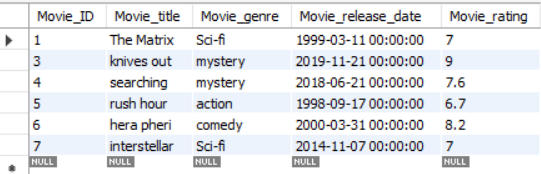 Movie_ID Movie_title Movie_genre Movie_release_date Movie_rating
1 The Matrix Sci-fi 1999-03-11 00:00:00 7
3 knives out mystery 2019-11-21 00:00:00 9
4 searching mystery 2018-06-21 00:00:00 7.6
5 rush hour action 1998-09-17 00:00:00 6.7
6 hera pheri comedy 2000-03-31 00:00:00 8.2
7 interstellar Sci-fi 2014-11-07 00:00:00 7
NULL NULL NULL NULL NULL